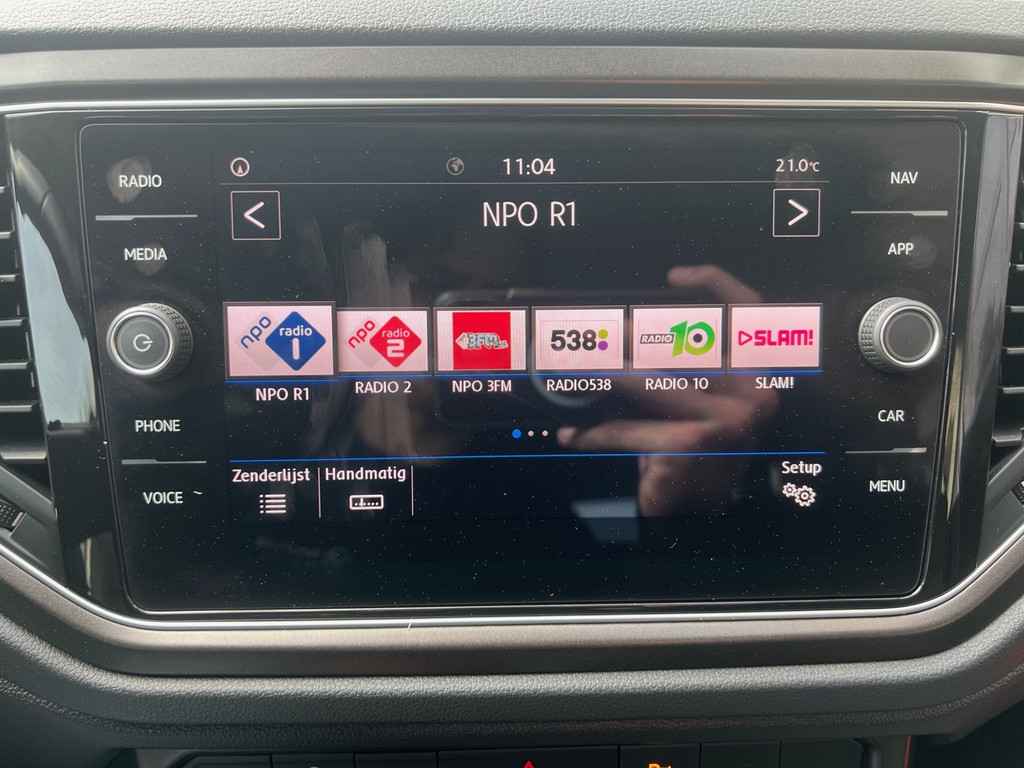 11:04
21.0°C
RADIO
NAV
<
NPO R1
>
MEDIA
APP
npo radio 1
npo radio 2
3FM
538
RADIO 10
SLAM!
NPO R1
RADIO 2
NPO 3FM
RADIO538
RADIO 10
SLAM!
PHONE
CAR
Zenderlijst
Handmatig
Setup
VOICE
MENU